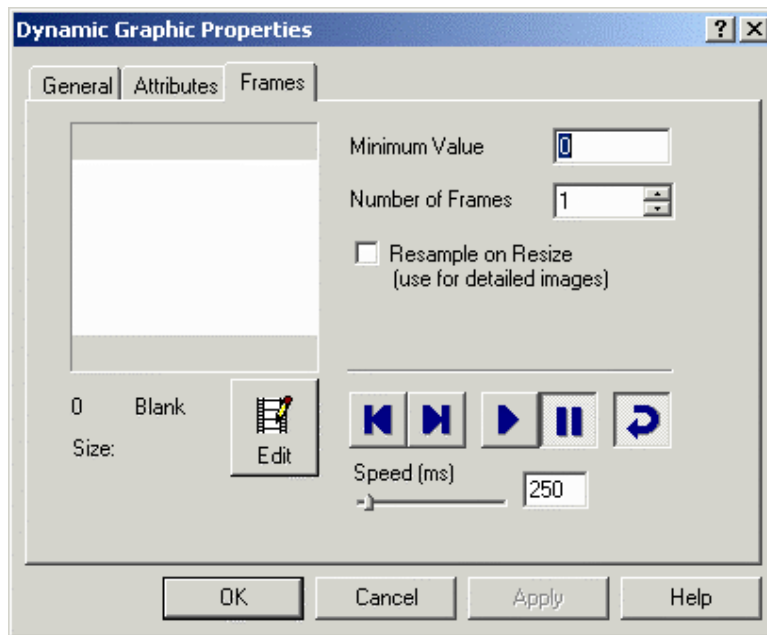 Dynamic Graphic Properties
General Attributes Frames
Minimum Value 0
Number of Frames 1
Resample on Resize
(use for detailed images)
0 Blank
Size:
Edit
Speed (ms)
250
OK Cancel Apply Help